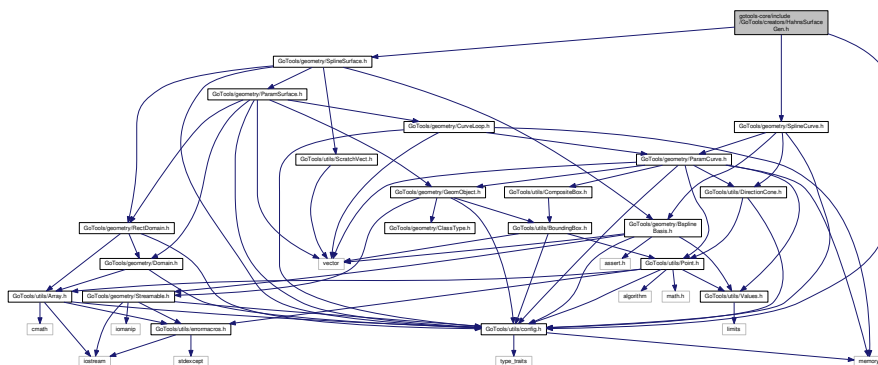 gotools-core/include
/GoTools/creators/HahnsSurface
Gen.h
GoTools/geometry/SplineSurface.h
GoTools/geometry/ParamSurface.h
GoTools/geometry/CurveLoop.h
GoTools/geometry/SplineCurve.h
GoTools/utils/ScratchVect.h
GoTools/geometry/ParamCurve.h
GoTools/geometry/GeomObject.h
GoTools/utils/CompositeBox.h
GoTools/utils/DirectionCone.h
GoTools/geometry/RectDomain.h
GoTools/geometry/ClassType.h
GoTools/utils/BoundingBox.h
GoTools/geometry/Bspline
Basis.h
GoTools/geometry/Domain.h
vector
assert.h
GoTools/utils/Point.h
GoTools/utils/Array.h
GoTools/geometry/Streamable.h
algorithm
math.h
GoTools/utils/Values.h
cmath
iomanip
GoTools/utils/errormacros.h
GoTools/utils/config.h
limits
iostream
stdexcept
type_traits
memory